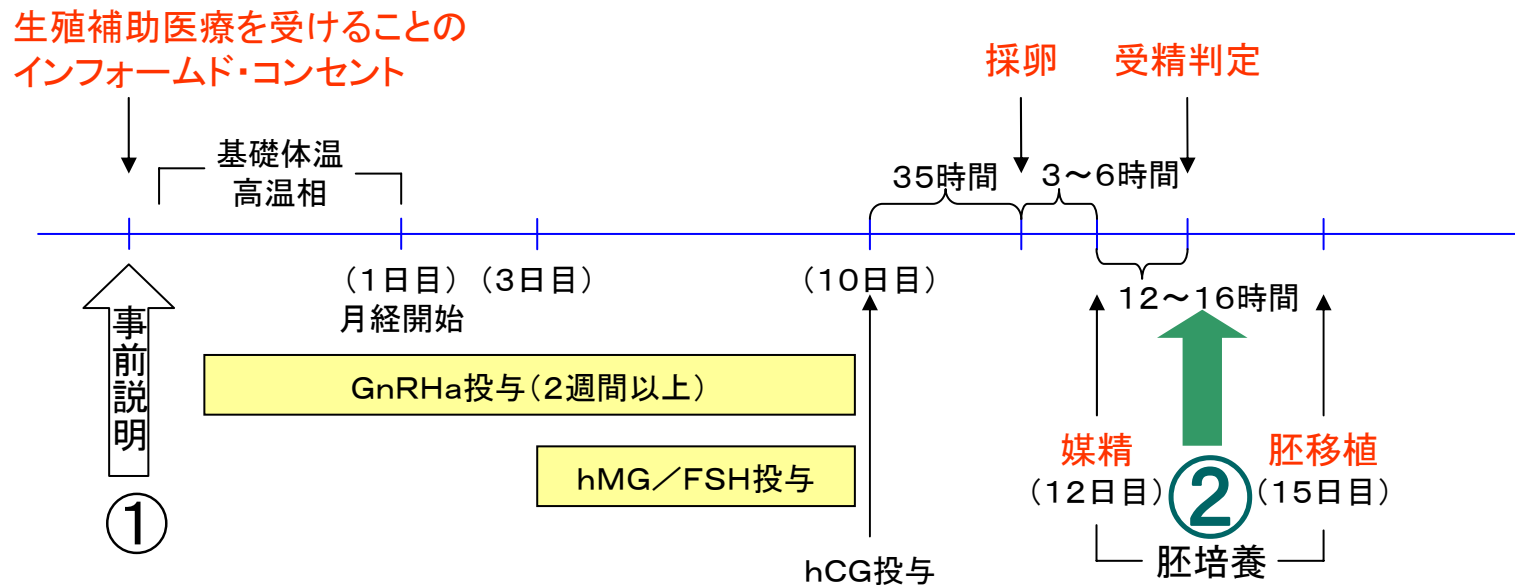 生殖補助医療を受けることの
インフォームド・コンセント
採卵
受精判定
基礎体温
高温相
35時間
3～6時間
(1日目)
月経開始
(3日目)
(10日目)
12～16時間
事前説明
①
GnRHa投与(2週間以上)
hMG／FSH投与
hCG投与
媒精
(12日目)
②
胚移植
(15日目)
胚培養